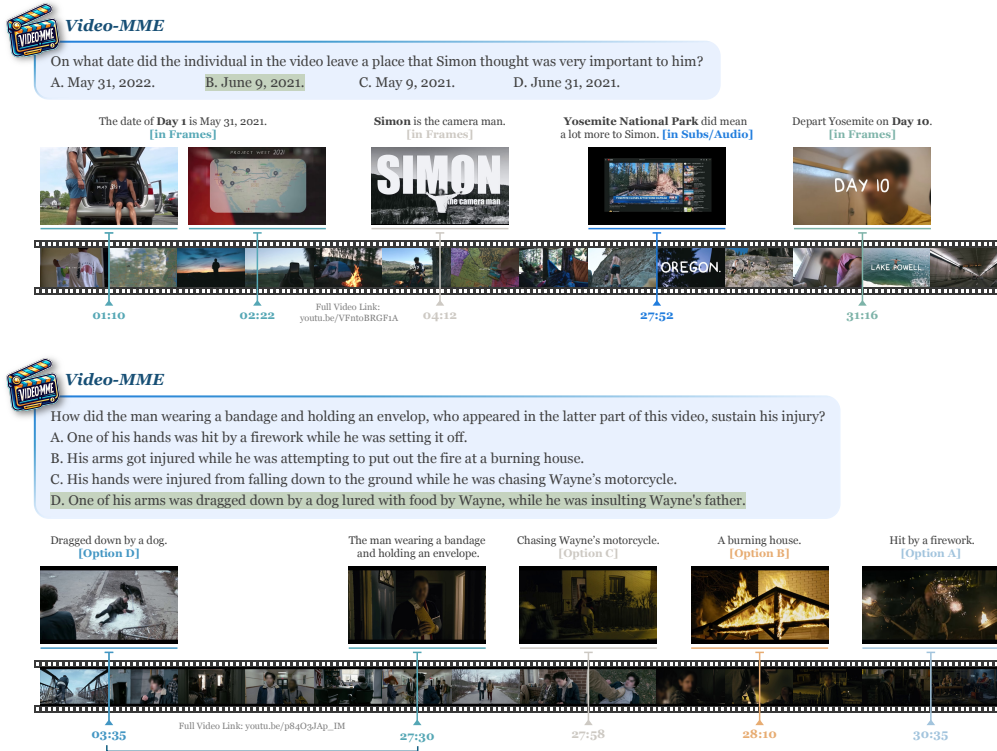 VIDEO-MME
Video-MME
On what date did the individual in the video leave a place that Simon thought was very important to him?
A. May 31, 2022. B. June 9, 2021. C. May 9, 2021. D. June 31, 2021.
The date of Day 1 is May 31, 2021.
[in Frames]
Simon is the camera man.
[in Frames]
Yosemite National Park did mean
a lot more to Simon. [in Subs/Audio]
Depart Yosemite on Day 10.
[in Frames]
MAY 31ST
PROJECT WEST 2021
SIMON
the camera man
DAY 10
OREGON.
LAKE POWELL.
01:10
02:22
Full Video Link:
youtu.be/VFntoBRGF1A
04:12
27:52
31:16
VIDEO-MME
Video-MME
How did the man wearing a bandage and holding an envelop, who appeared in the latter part of this video, sustain his injury?
A. One of his hands was hit by a firework while he was setting it off.
B. His arms got injured while he was attempting to put out the fire at a burning house.
C. His hands were injured from falling down to the ground while he was chasing Wayne's motorcycle.
D. One of his arms was dragged down by a dog lured with food by Wayne, while he was insulting Wayne's father.
Dragged down by a dog.
[Option D]
The man wearing a bandage
and holding an envelope.
Chasing Wayne's motorcycle.
[Option C]
A burning house.
[Option B]
Hit by a firework.
[Option A]
03:35
Full Video Link: youtu.be/p84O3JAp_IM
27:30
27:58
28:10
30:35